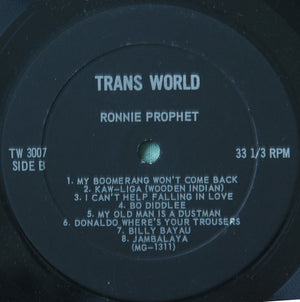 TRANS WORLD
RONNIE PROPHET
TW 3007 33 1/3 RPM
SIDE B
1. MY BOOMERANG WON'T COME BACK
2. KAW-LIGA (WOODEN INDIAN)
3. I CAN'T HELP FALLING IN LOVE
4. BO DIDDLEE
5. MY OLD MAN IS A DUSTMAN
6. DONALDO WHERE'S YOUR TROUSERS
7. BILLY BAYAU
8. JAMBALAYA
(MG-1311)